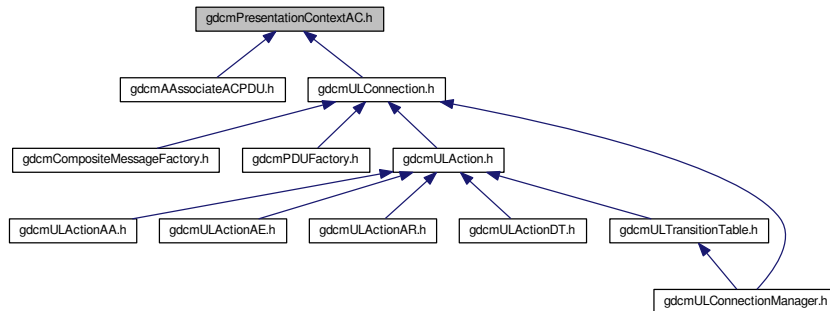 gdcmPresentationContextAC.h
gdcmAAssociateACPDU.h
gdcmULConnection.h
gdcmCompositeMessageFactory.h
gdcmPDUFactory.h
gdcmULAction.h
gdcmULActionAA.h
gdcmULActionAE.h
gdcmULActionAR.h
gdcmULActionDT.h
gdcmULTransitionTable.h
gdcmULConnectionManager.h